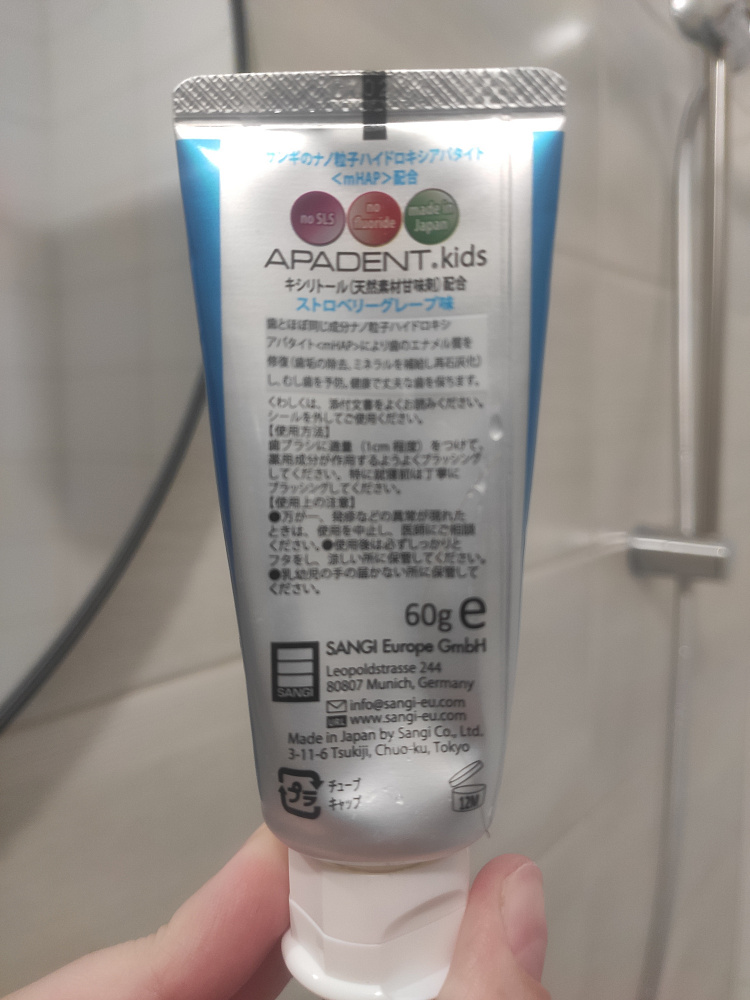 サンギのナノ粒子ハイドロキシアパタイト
<mHAP>配合
no SLS
no
fluoride
made in
Japan
APADENT®kids
キシリトール(天然素材甘味剤)配合
ストロベリーグレープ味
歯とほぼ同じ成分ナノ粒子ハイドロキシ
アパタイト<mHAP>により歯のエナメル質を
修復(歯垢の除去、ミネラルを補給し再石灰化)
し、むし歯を予防。健康で丈夫な歯を保ちます。
くわしくは、添付文書をよくお読みください。
シールを外してご使用ください。
【使用方法】
歯ブラシに適量(1cm程度)をつけて、
薬用成分が作用するようよくブラッシング
してください。特に就寝前は丁寧に
ブラッシングしてください。
【使用上の注意】
●万が一、発疹などの異常が現れた
ときは、使用を中止し、医師にご相談
ください。●使用後は必ずしっかりと
フタをし、涼しい所に保管してください。
●乳幼児の手の届かない所に保管して
ください。
60g e
SANGI
SANGI Europe GmbH
Leopoldstrasse 244
80807 Munich, Germany
info@sangi-eu.com
URL www.sangi-eu.com
Made in Japan by Sangi Co., Ltd.
3-11-6 Tsukiji, Chuo-ku, Tokyo
プラ
チューブ
キャップ
12M